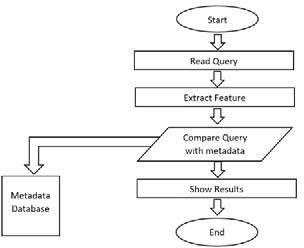 Start
Read Query
Extract Feature
Compare Query
with metadata
Metadata
Database
Show Results
End